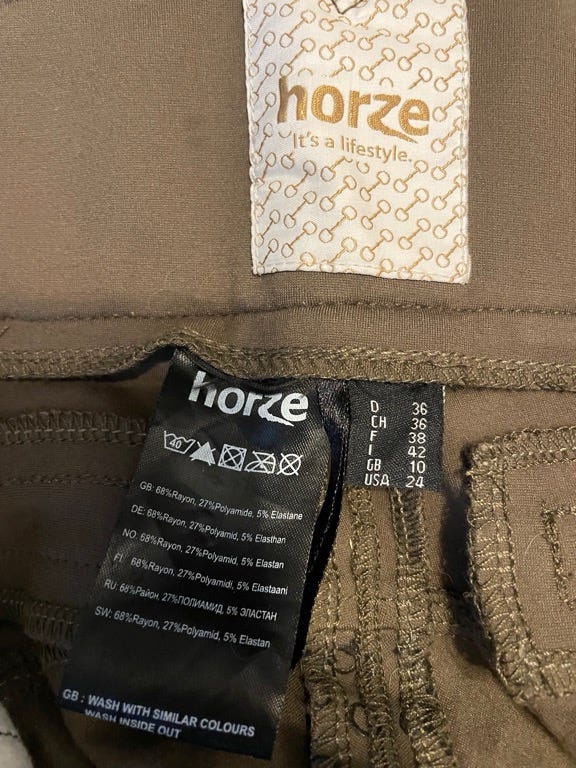 horze
It's a lifestyle.
horze
40
GB: 68%Rayon, 27%Polyamide, 5% Elastane
DE: 68%Rayon, 27%Polyamid, 5% Elasthan
NO: 68%Rayon, 27%Polyamid, 5% Elastan
FI : 68%Rayon, 27%Polyamidi, 5% Elastaani
RU: 68%Район, 27%ПОЛИАМИД, 5% ЭЛАСТАН
SW: 68%Rayon, 27%Polyamid, 5% Elastan
GB : WASH WITH SIMILAR COLOURS
WASH INSIDE OUT
D 36
CH 36
F 38
I 42
GB 10
USA 24